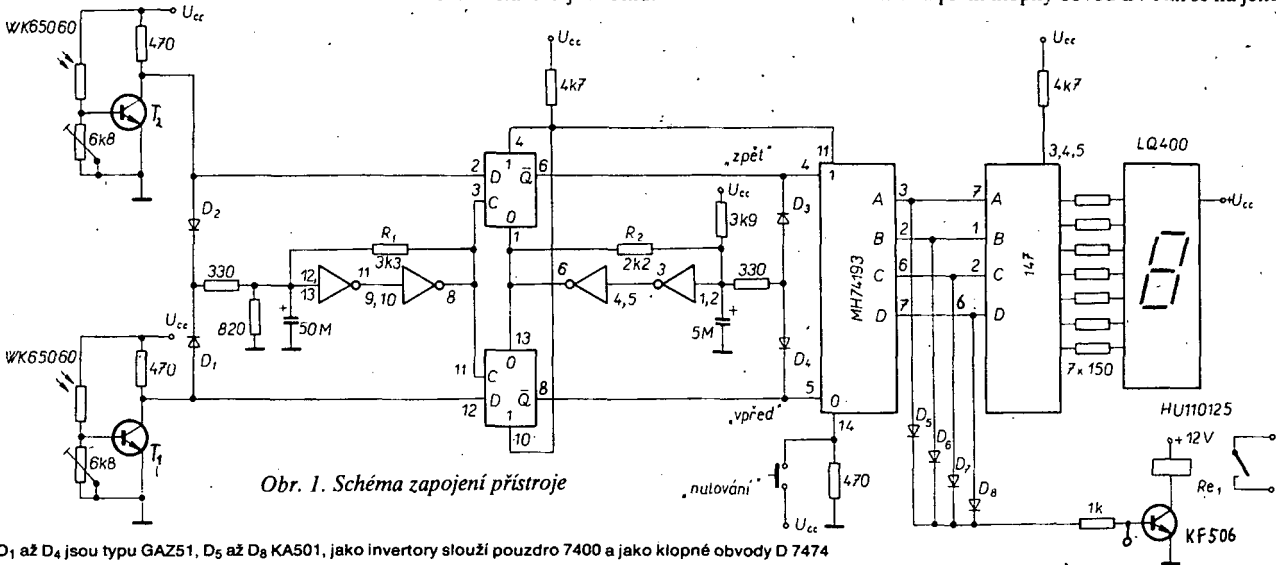 Ucc
WK65060
470
T2
6k8
D2
Ucc
WK65060
470
D1
T1
6k8
330
820
50M
R1
3k3
12,
13
11
9, 10
8
Ucc
4k7
4
2
D
1
Q̄
6
3
C
0
1
"zpět"
R2
2k2
6
4,5
3
1,2
Ucc
3k9
330
5M
D3
D4
13
11
C
0
12
D
Q̄
8
1
10
"vpřed"
11
4
1
MH74193
5
0
14
A
3
B
2
C
6
D
7
"nulování"
470
Ucc
Ucc
4k7
3,4,5
7
A
1
B
2
C
6
D
147
7×150
LQ400
+Ucc
D5
D6
D7
D8
1k
HU110125
+12V
Re1
KF506
Obr. 1. Schéma zapojení přístroje
D1 až D4 jsou typu GAZ51, D5 až D8 KA501, jako invertory slouží pouzdro 7400 a jako klopné obvody D 7474